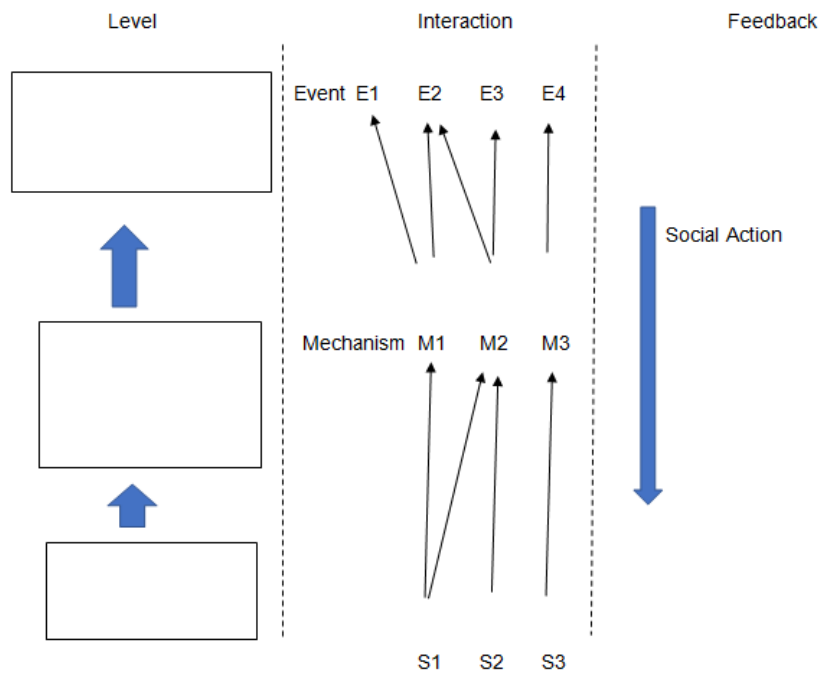 Level Interaction Feedback
Event E1 E2 E3 E4
Social Action
Mechanism M1 M2 M3
S1 S2 S3